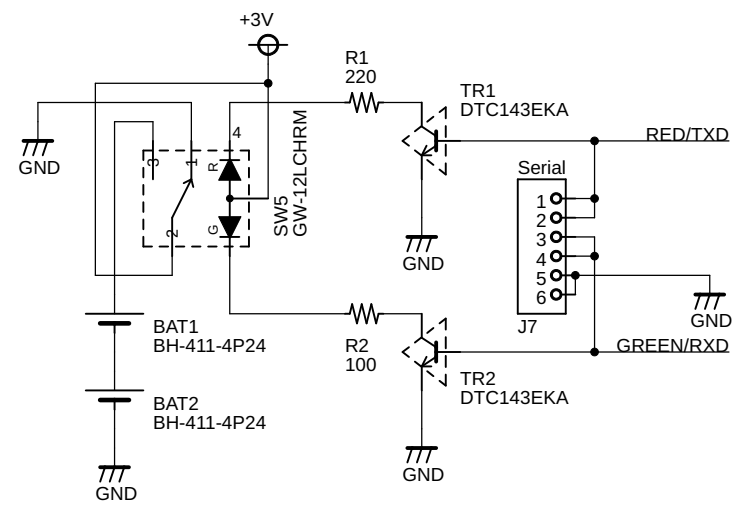 +3V
R1
220
TR1
DTC143EKA
RED/TXD
GND
4
3
1
R
SW5
GW-12LCHRM
2
G
GND
Serial
1
2
3
4
5
6
J7
GND
GREEN/RXD
BAT1
BH-411-4P24
R2
100
TR2
DTC143EKA
BAT2
BH-411-4P24
GND
GND